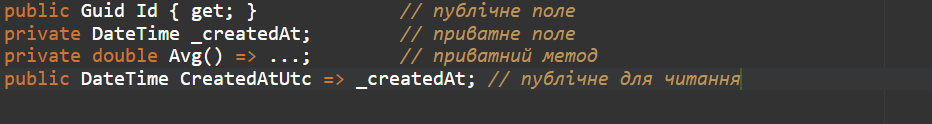 public Guid Id { get; }             // публічне поле
private DateTime _createdAt;        // приватне поле
private double Avg() => ...;        // приватний метод
public DateTime CreatedAtUtc => _createdAt; // публічне для читання